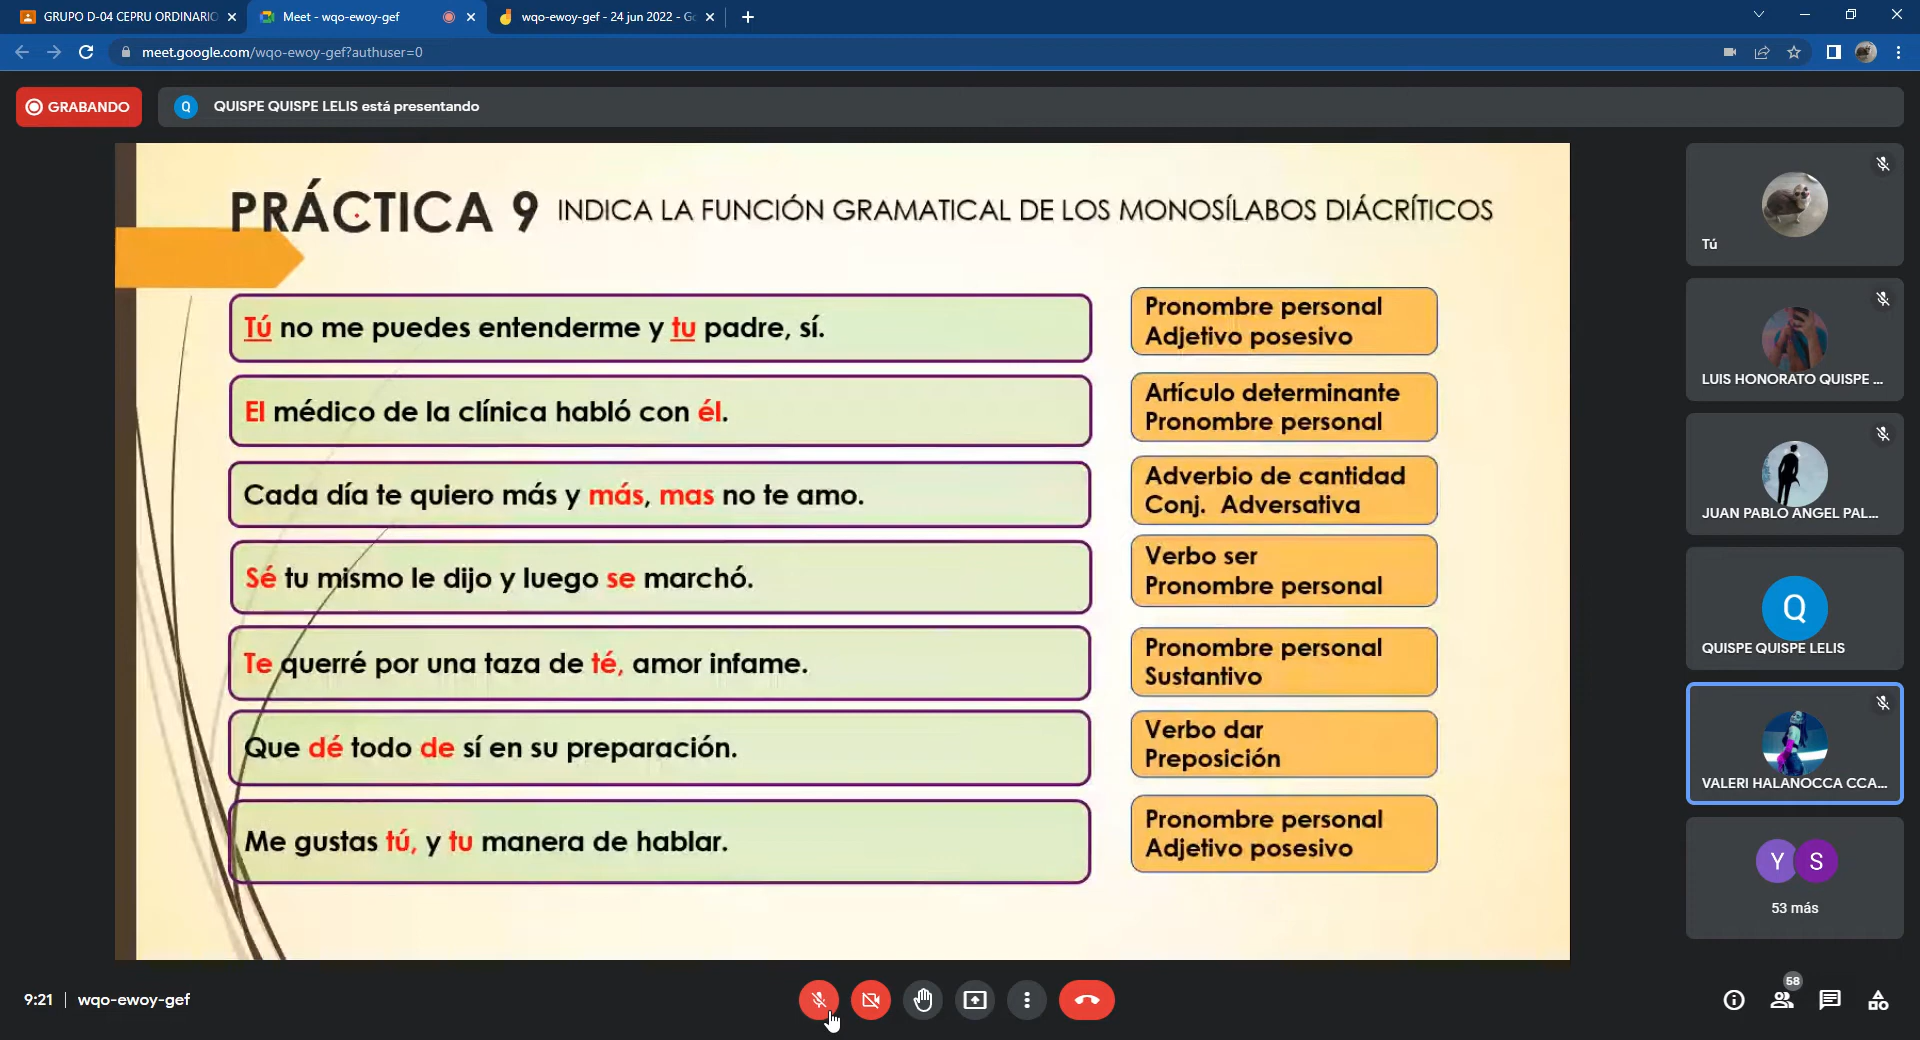 GRUPO D-04 CEPRU ORDINARIO
Meet - wqo-ewoy-gef
wqo-ewoy-gef - 24 jun 2022 - Go
meet.google.com/wqo-ewoy-gef?authuser=0
GRABANDO
Q QUISPE QUISPE LELIS está presentando
PRÁCTICA 9 INDICA LA FUNCIÓN GRAMATICAL DE LOS MONOSÍLABOS DIÁCRÍTICOS
Tú no me puedes entenderme y tu padre, sí.
Pronombre personal
Adjetivo posesivo
El médico de la clínica habló con él.
Artículo determinante
Pronombre personal
Cada día te quiero más y más, mas no te amo.
Adverbio de cantidad
Conj. Adversativa
Sé tu mismo le dijo y luego se marchó.
Verbo ser
Pronombre personal
Te querré por una taza de té, amor infame.
Pronombre personal
Sustantivo
Que dé todo de sí en su preparación.
Verbo dar
Preposición
Me gustas tú, y tu manera de hablar.
Pronombre personal
Adjetivo posesivo
Tú
LUIS HONORATO QUISPE ...
JUAN PABLO ANGEL PAL...
Q
QUISPE QUISPE LELIS
VALERI HALANOCCA CCA...
Y S
53 más
9:21 | wqo-ewoy-gef
58